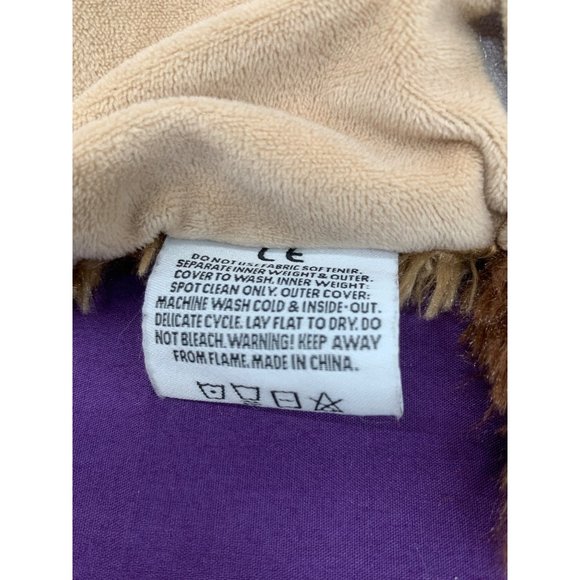 CE
DO NOT USE FABRIC SOFTENER.
SEPARATE INNER WEIGHT & OUTER
COVER TO WASH. INNER WEIGHT:
SPOT CLEAN ONLY. OUTER COVER:
MACHINE WASH COLD & INSIDE-OUT.
DELICATE CYCLE. LAY FLAT TO DRY. DO
NOT BLEACH. WARNING! KEEP AWAY
FROM FLAME. MADE IN CHINA.